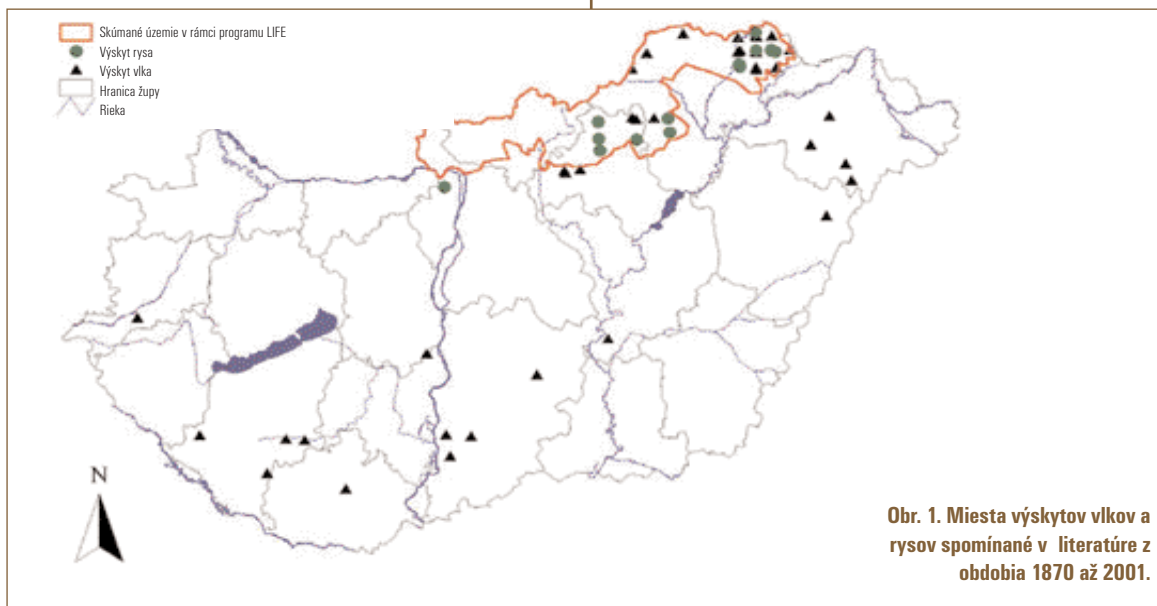 Skúmané územie v rámci programu LIFE
Výskyt rysa
Výskyt vlka
Hranica župy
Rieka
N
Obr. 1. Miesta výskytov vlkov a
rysov spomínané v literatúre z
obdobia 1870 až 2001.